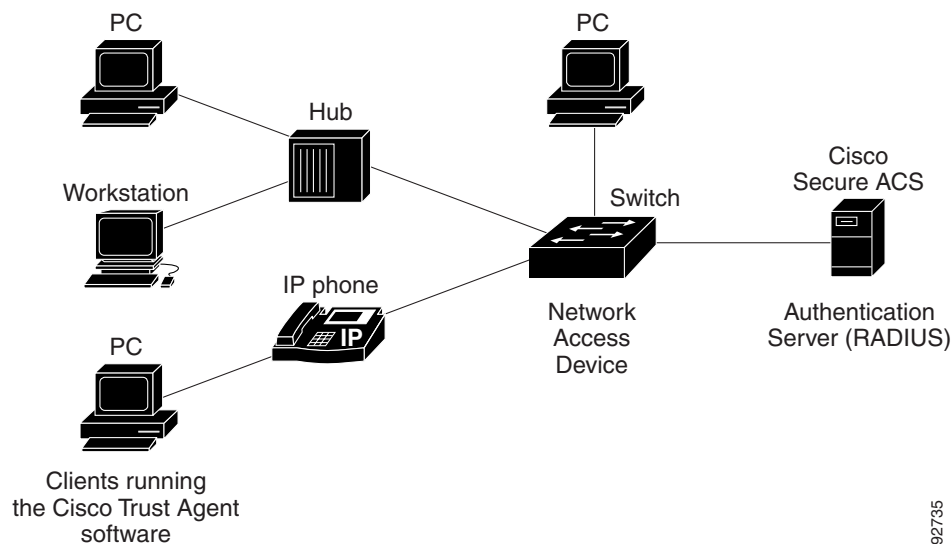 PC
PC
Hub
Cisco
Secure ACS
Workstation
Switch
IP phone
IP
Network
Access
Device
Authentication
Server (RADIUS)
PC
Clients running
the Cisco Trust Agent
software
92735